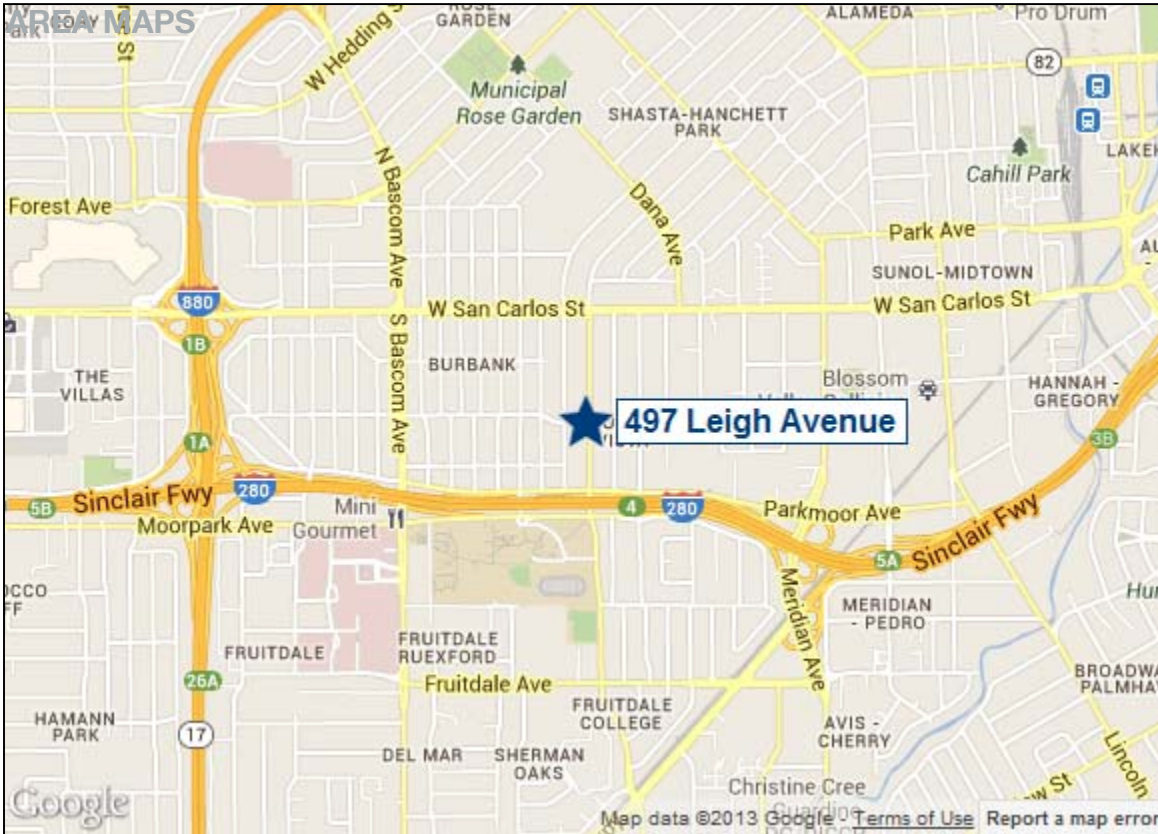 AREA MAPS
GARDEN
W Hedding S
ALAMEDA
Pro Drum
82
Municipal
Rose Garden
SHASTA-HANCHETT
PARK
LAKEH
Cahill Park
N Bascom Ave
Forest Ave
Dana Ave
Park Ave
SUNOL-MIDTOWN
880
W San Carlos St
W San Carlos St
1B
S Bascom Ave
BURBANK
THE
VILLAS
Blossom
HANNAH -
GREGORY
497 Leigh Avenue
1A
3B
5B
Sinclair Fwy
280
Mini
Gourmet
4
280
Parkmoor Ave
Sinclair Fwy
Moorpark Ave
5A
Meridian Ave
MERIDIAN
- PEDRO
FRUITDALE
FRUITDALE
RUEXFORD
26A
Fruitdale Ave
BROADWA
PALMHA
HAMANN
PARK
17
FRUITDALE
COLLEGE
AVIS -
CHERRY
DEL MAR
SHERMAN
OAKS
Lincoln
Christine Cree
Google
Map data ©2013 Google - Terms of Use
Report a map error